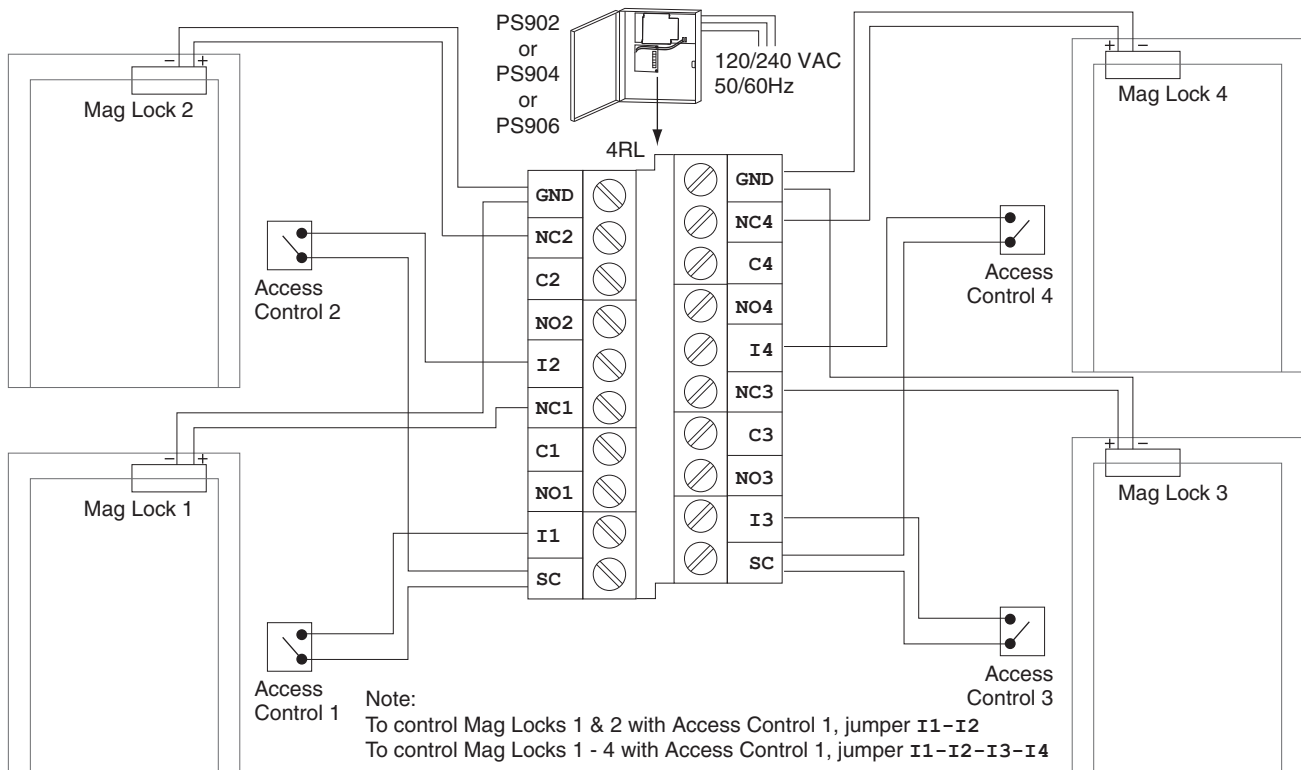 PS902
or
PS904
or
PS906
120/240 VAC
50/60Hz
4RL
– +
Mag Lock 2
+ –
Mag Lock 4
Access
Control 2
Access
Control 4
GND
NC2
C2
NO2
I2
NC1
C1
NO1
I1
SC
GND
NC4
C4
NO4
I4
NC3
C3
NO3
I3
SC
– +
Mag Lock 1
+ –
Mag Lock 3
Access
Control 1
Access
Control 3
Note:
To control Mag Locks 1 & 2 with Access Control 1, jumper I1-I2
To control Mag Locks 1 - 4 with Access Control 1, jumper I1-I2-I3-I4